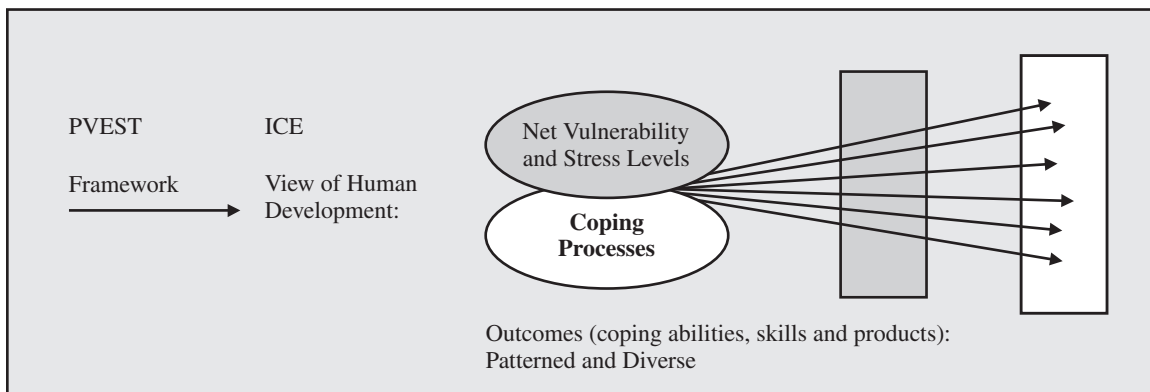 PVEST
Framework
ICE
View of Human
Development:
Net Vulnerability
and Stress Levels
Coping
Processes
Outcomes (coping abilities, skills and products):
Patterned and Diverse